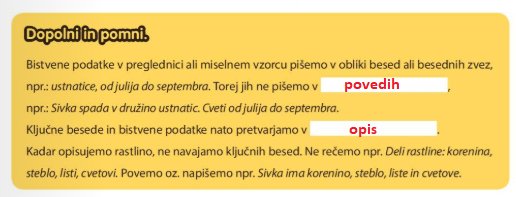 Dopolni in pomni.
Bistvene podatke v preglednici ali miselnem vzorcu pišemo v obliki besed ali besednih zvez,
npr.: ustnatice, od julija do septembra. Torej jih ne pišemo v povedih,
npr.: Sivka spada v družino ustnatic. Cveti od julija do septembra.
Ključne besede in bistvene podatke nato pretvarjamo v opis.
Kadar opisujemo rastlino, ne navajamo ključnih besed. Ne rečemo npr. Deli rastline: korenina,
steblo, listi, cvetovi. Povemo oz. napišemo npr. Sivka ima korenino, steblo, liste in cvetove.